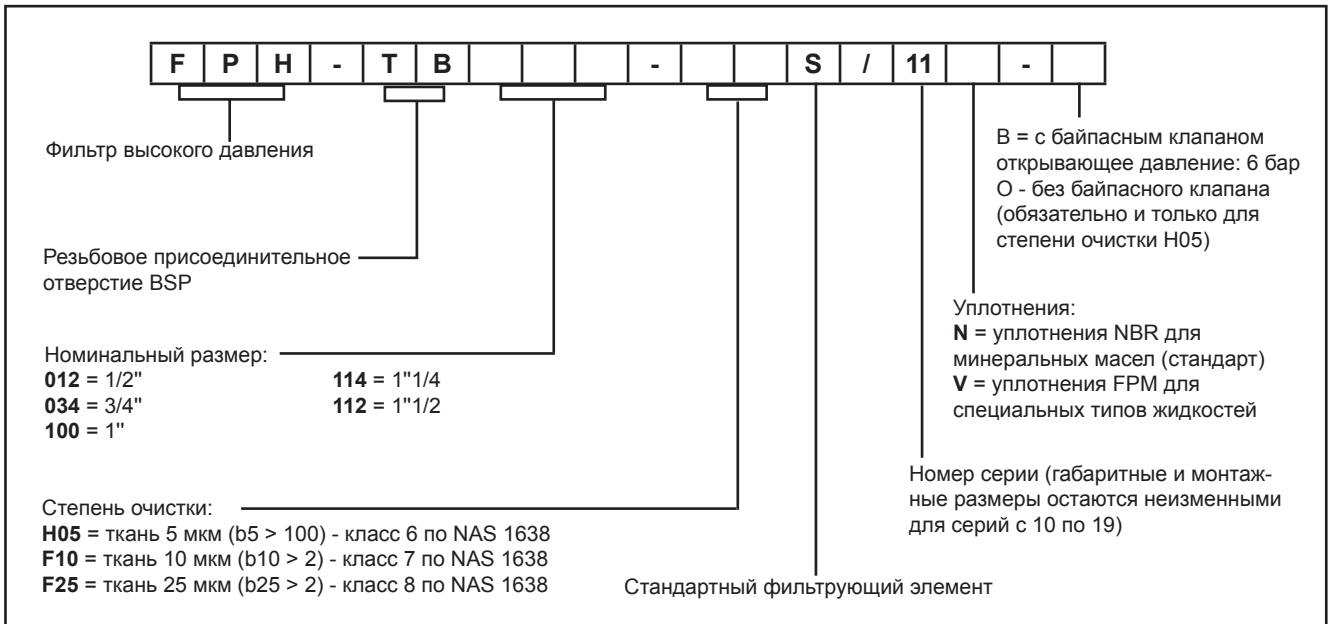 F P H - T B - S / 11 -
Фильтр высокого давления
Резьбовое присоединительное
отверстие BSP
Номинальный размер:
012 = 1/2"
034 = 3/4"
100 = 1"
114 = 1"1/4
112 = 1"1/2
Степень очистки:
H05 = ткань 5 мкм (b5 > 100) - класс 6 по NAS 1638
F10 = ткань 10 мкм (b10 > 2) - класс 7 по NAS 1638
F25 = ткань 25 мкм (b25 > 2) - класс 8 по NAS 1638
Стандартный фильтрующий элемент
Номер серии (габаритные и монтаж-
ные размеры остаются неизменными
для серий с 10 по 19)
Уплотнения:
N = уплотнения NBR для
минеральных масел (стандарт)
V = уплотнения FPM для
специальных типов жидкостей
B = с байпасным клапаном
открывающее давление: 6 бар
O - без байпасного клапана
(обязательно и только для
степени очистки H05)